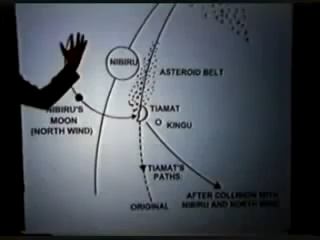 NIBIRU
ASTEROID BELT
NIBIRU'S
MOON
(NORTH WIND)
TIAMAT
KINGU
TIAMAT'S
PATHS
AFTER COLLISION WITH
NIBIRU AND NORTH WIND
ORIGINAL